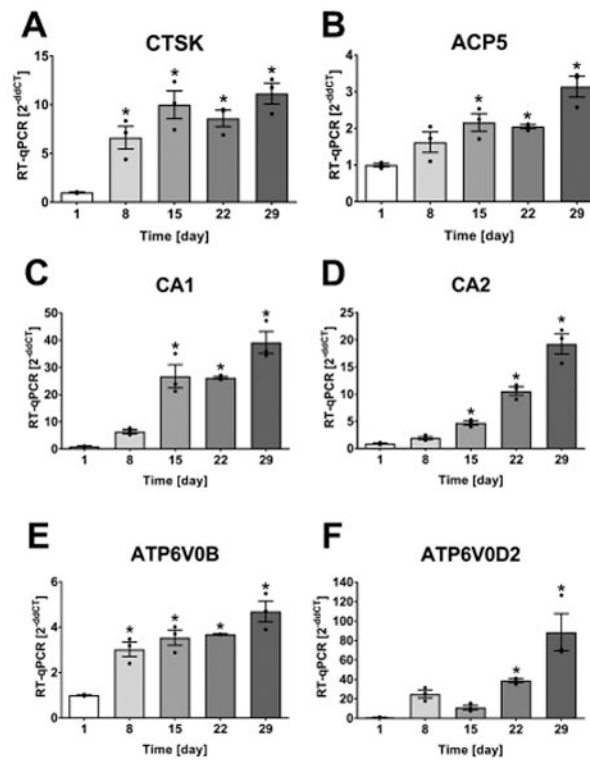 A
CTSK
RT-qPCR [2^-ddCT]
15
10
5
0
1 8 15 22 29
* * * *
Time [day]
B
ACP5
RT-qPCR [2^-ddCT]
4
3
2
1
0
1 8 15 22 29
* * *
Time [day]
C
CA1
RT-qPCR [2^-ddCT]
50
40
30
20
10
0
1 8 15 22 29
* * *
Time [day]
D
CA2
RT-qPCR [2^-ddCT]
25
20
15
10
5
0
1 8 15 22 29
* * *
Time [day]
E
ATP6V0B
RT-qPCR [2^-ddCT]
6
4
2
0
1 8 15 22 29
* * * *
Time [day]
F
ATP6V0D2
RT-qPCR [2^-ddCT]
140
120
100
80
60
40
20
0
1 8 15 22 29
* *
Time [day]